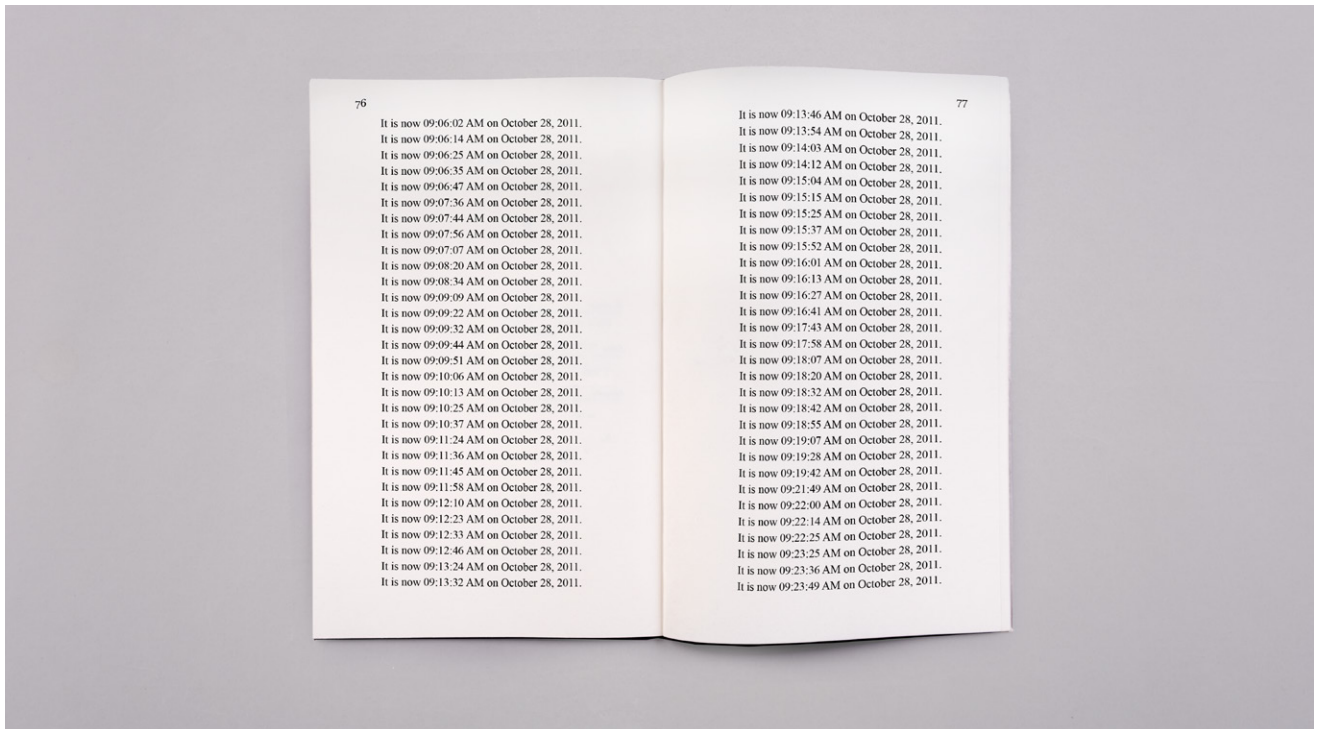 76
It is now 09:06:02 AM on October 28, 2011.
It is now 09:06:14 AM on October 28, 2011.
It is now 09:06:25 AM on October 28, 2011.
It is now 09:06:35 AM on October 28, 2011.
It is now 09:06:47 AM on October 28, 2011.
It is now 09:07:36 AM on October 28, 2011.
It is now 09:07:44 AM on October 28, 2011.
It is now 09:07:56 AM on October 28, 2011.
It is now 09:07:07 AM on October 28, 2011.
It is now 09:08:20 AM on October 28, 2011.
It is now 09:08:34 AM on October 28, 2011.
It is now 09:09:09 AM on October 28, 2011.
It is now 09:09:22 AM on October 28, 2011.
It is now 09:09:32 AM on October 28, 2011.
It is now 09:09:44 AM on October 28, 2011.
It is now 09:09:51 AM on October 28, 2011.
It is now 09:10:06 AM on October 28, 2011.
It is now 09:10:13 AM on October 28, 2011.
It is now 09:10:25 AM on October 28, 2011.
It is now 09:10:37 AM on October 28, 2011.
It is now 09:11:24 AM on October 28, 2011.
It is now 09:11:36 AM on October 28, 2011.
It is now 09:11:45 AM on October 28, 2011.
It is now 09:11:58 AM on October 28, 2011.
It is now 09:12:10 AM on October 28, 2011.
It is now 09:12:23 AM on October 28, 2011.
It is now 09:12:33 AM on October 28, 2011.
It is now 09:12:46 AM on October 28, 2011.
It is now 09:13:24 AM on October 28, 2011.
It is now 09:13:32 AM on October 28, 2011.
77
It is now 09:13:46 AM on October 28, 2011.
It is now 09:13:54 AM on October 28, 2011.
It is now 09:14:03 AM on October 28, 2011.
It is now 09:14:12 AM on October 28, 2011.
It is now 09:15:04 AM on October 28, 2011.
It is now 09:15:15 AM on October 28, 2011.
It is now 09:15:25 AM on October 28, 2011.
It is now 09:15:37 AM on October 28, 2011.
It is now 09:15:52 AM on October 28, 2011.
It is now 09:16:01 AM on October 28, 2011.
It is now 09:16:13 AM on October 28, 2011.
It is now 09:16:27 AM on October 28, 2011.
It is now 09:16:41 AM on October 28, 2011.
It is now 09:17:43 AM on October 28, 2011.
It is now 09:17:58 AM on October 28, 2011.
It is now 09:18:07 AM on October 28, 2011.
It is now 09:18:20 AM on October 28, 2011.
It is now 09:18:32 AM on October 28, 2011.
It is now 09:18:42 AM on October 28, 2011.
It is now 09:18:55 AM on October 28, 2011.
It is now 09:19:07 AM on October 28, 2011.
It is now 09:19:28 AM on October 28, 2011.
It is now 09:19:42 AM on October 28, 2011.
It is now 09:21:49 AM on October 28, 2011.
It is now 09:22:00 AM on October 28, 2011.
It is now 09:22:14 AM on October 28, 2011.
It is now 09:22:25 AM on October 28, 2011.
It is now 09:23:25 AM on October 28, 2011.
It is now 09:23:36 AM on October 28, 2011.
It is now 09:23:49 AM on October 28, 2011.